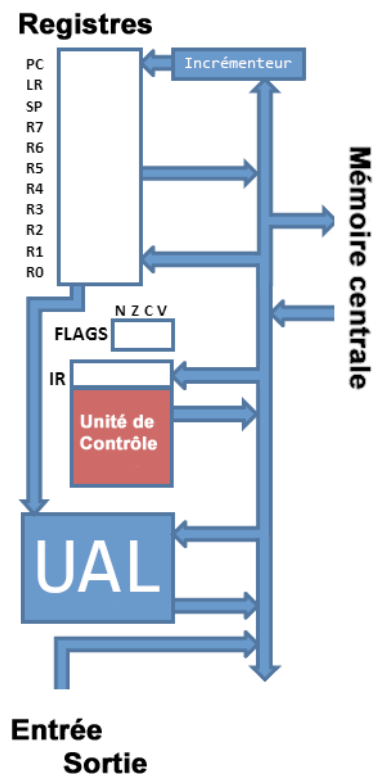 Registres
PC
LR
SP
R7
R6
R5
R4
R3
R2
R1
R0
Incrémenteur
Mémoire centrale
N Z C V
FLAGS
IR
Unité de
Contrôle
UAL
Entrée
Sortie